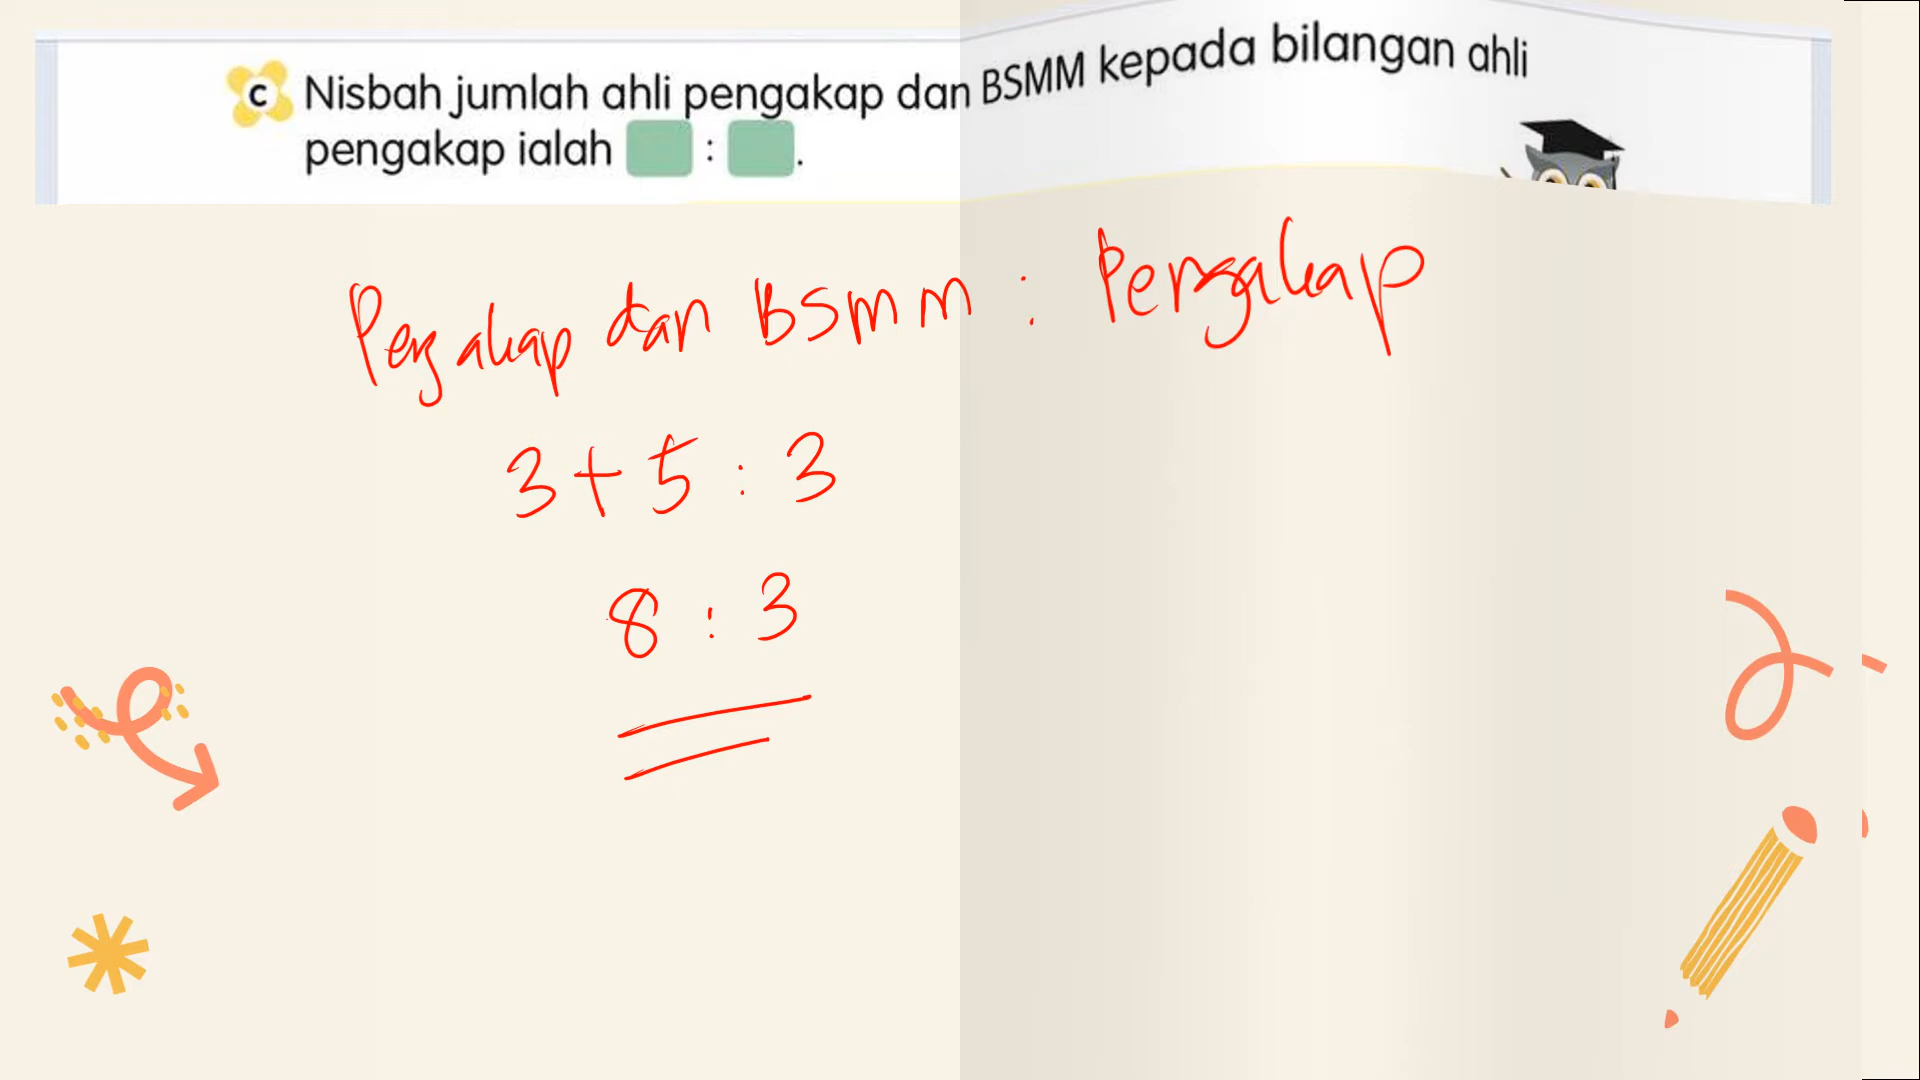 c Nisbah jumlah ahli pengakap dan BSMM kepada bilangan ahli
pengakap ialah : .
Pengakap dan BSMM : Pengakap
3 + 5 : 3
8 : 3